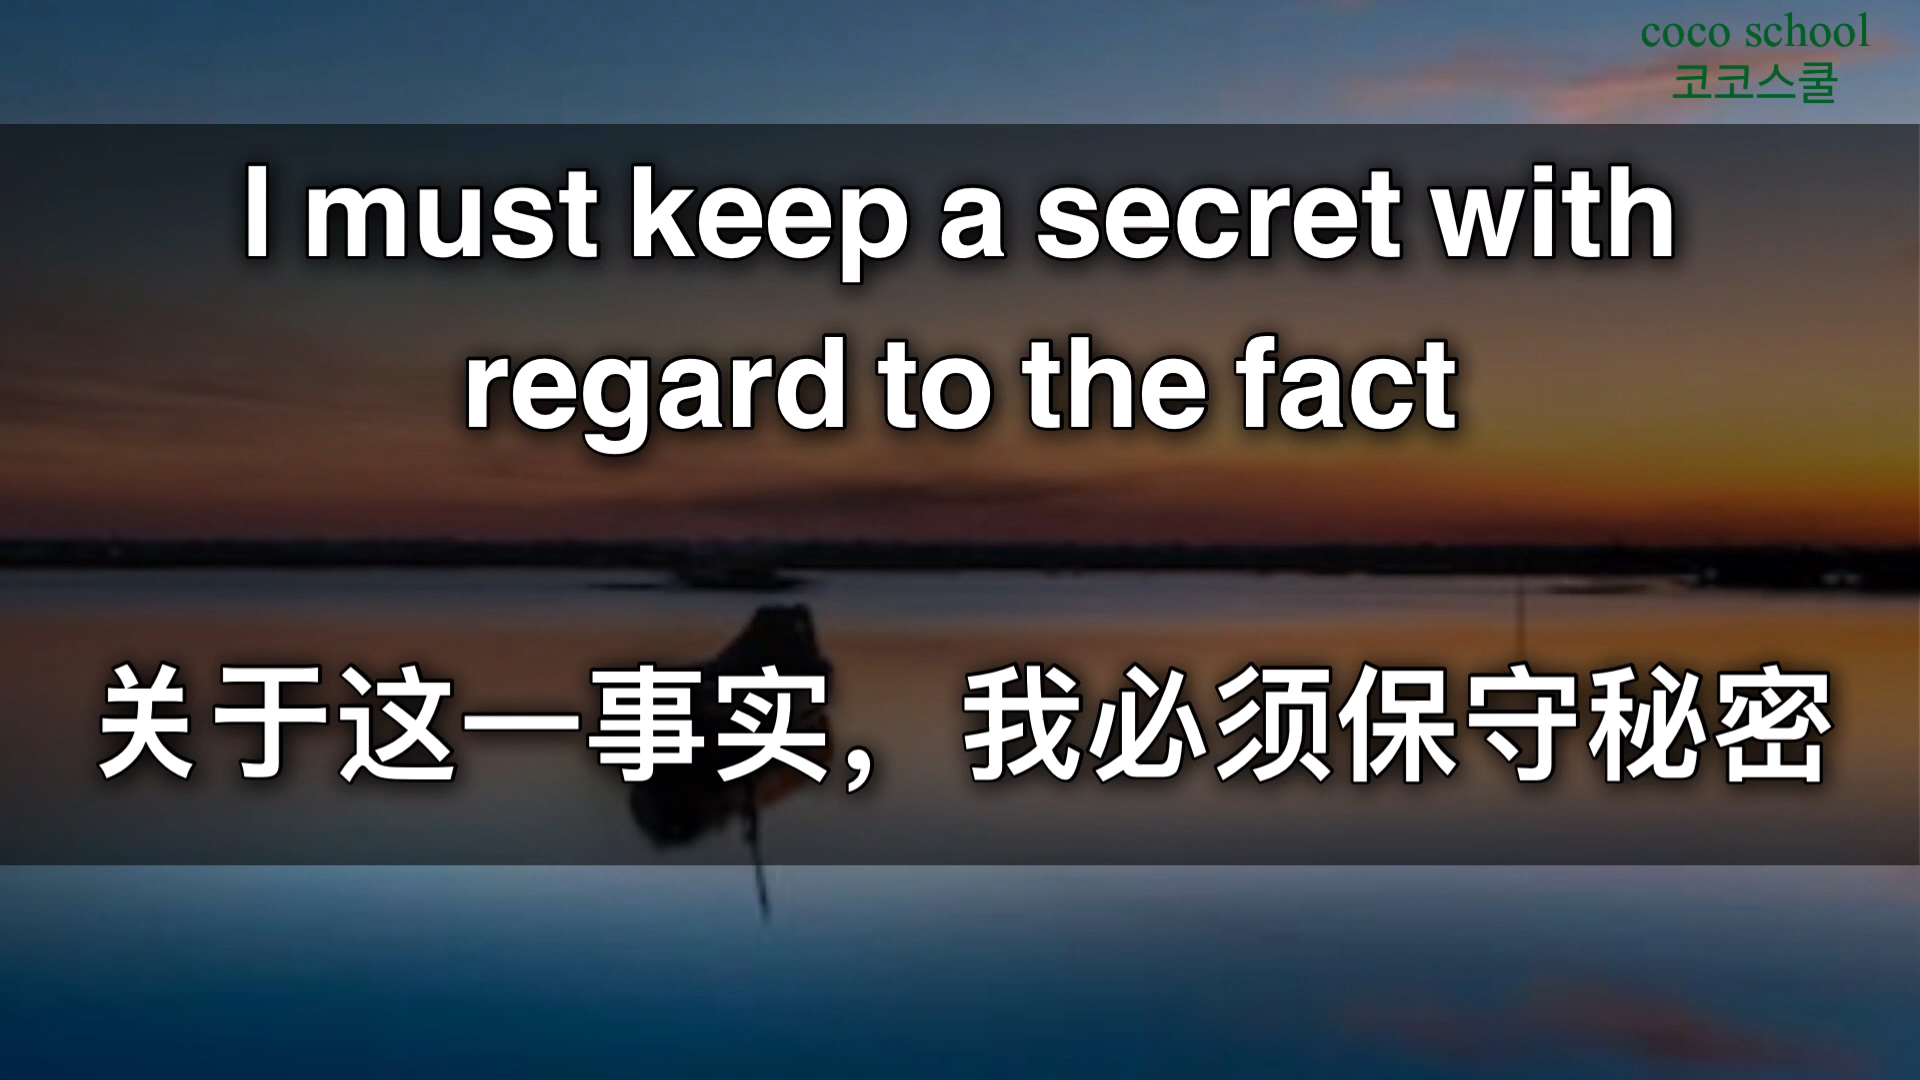 coco school
코코스쿨
I must keep a secret with
regard to the fact
关于这一事实，我必须保守秘密